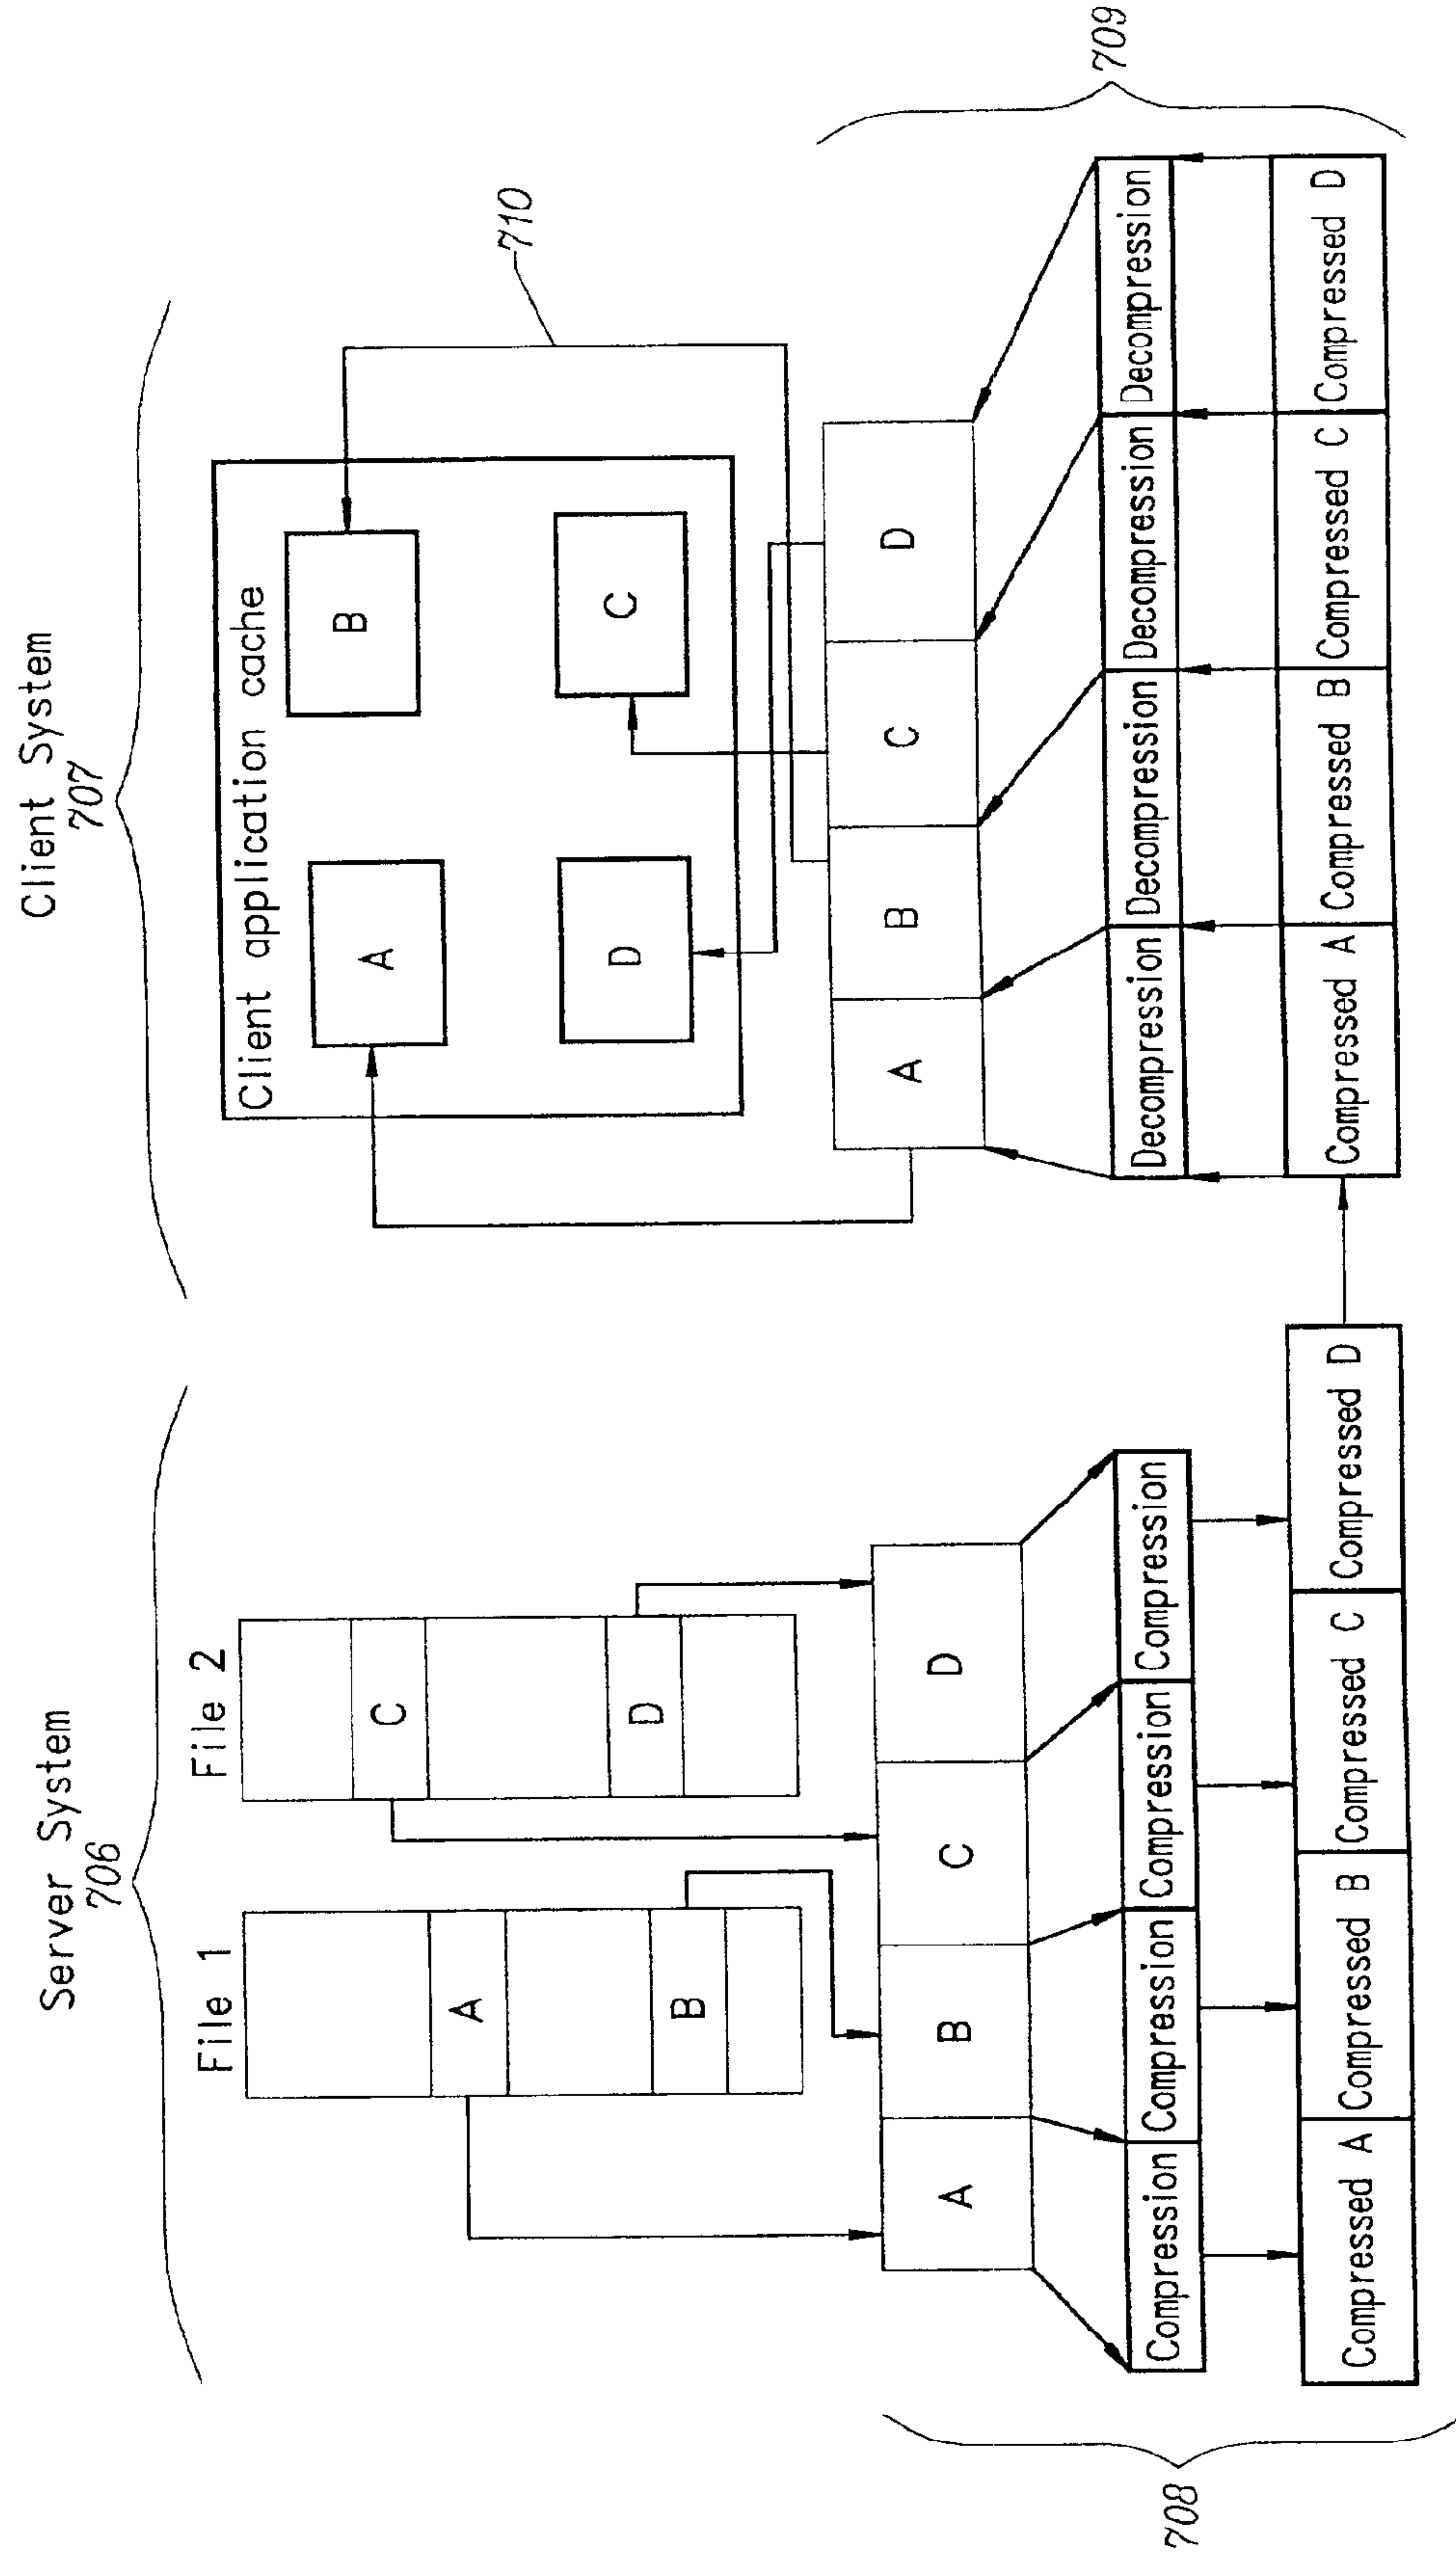 Server System
706
Client System
707
File 1
File 2
A
B
C
D
A
B
C
D
Compression
Compression
Compression
Compression
Compressed A
Compressed B
Compressed C
Compressed D
708
Client application cache
A
B
D
C
710
A
B
C
D
Decompression
Decompression
Decompression
Decompression
Compressed A
Compressed B
Compressed C
Compressed D
709